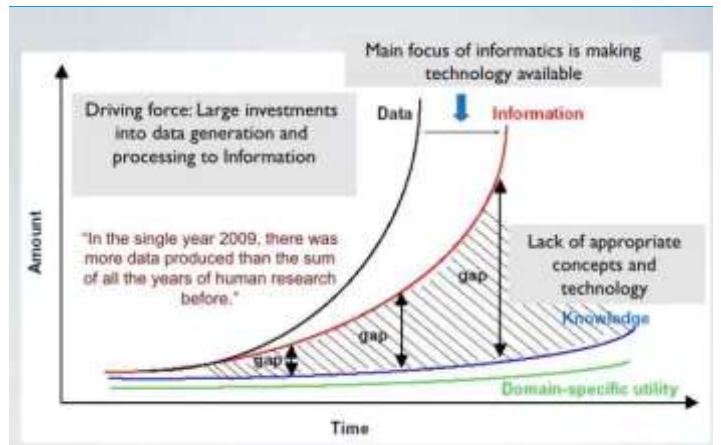 Main focus of informatics is making
technology available
Driving force: Large investments
into data generation and
processing to Information
Data
Information
Amount
"In the single year 2009, there was
more data produced than the sum
of all the years of human research
before."
Lack of appropriate
concepts and
technology
gap
gap
gap
Knowledge
Domain-specific utility
Time